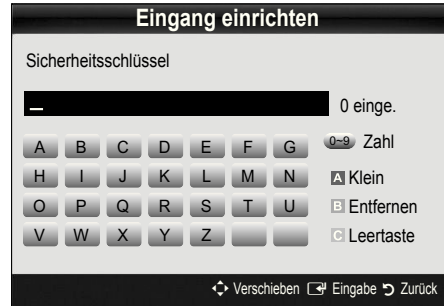 Eingang einrichten
Sicherheitsschlüssel
_
0 einge.
A B C D E F G 0~9 Zahl
H I J K L M N A Klein
O P Q R S T U B Entfernen
V W X Y Z C Leertaste
Verschieben Eingabe Zurück